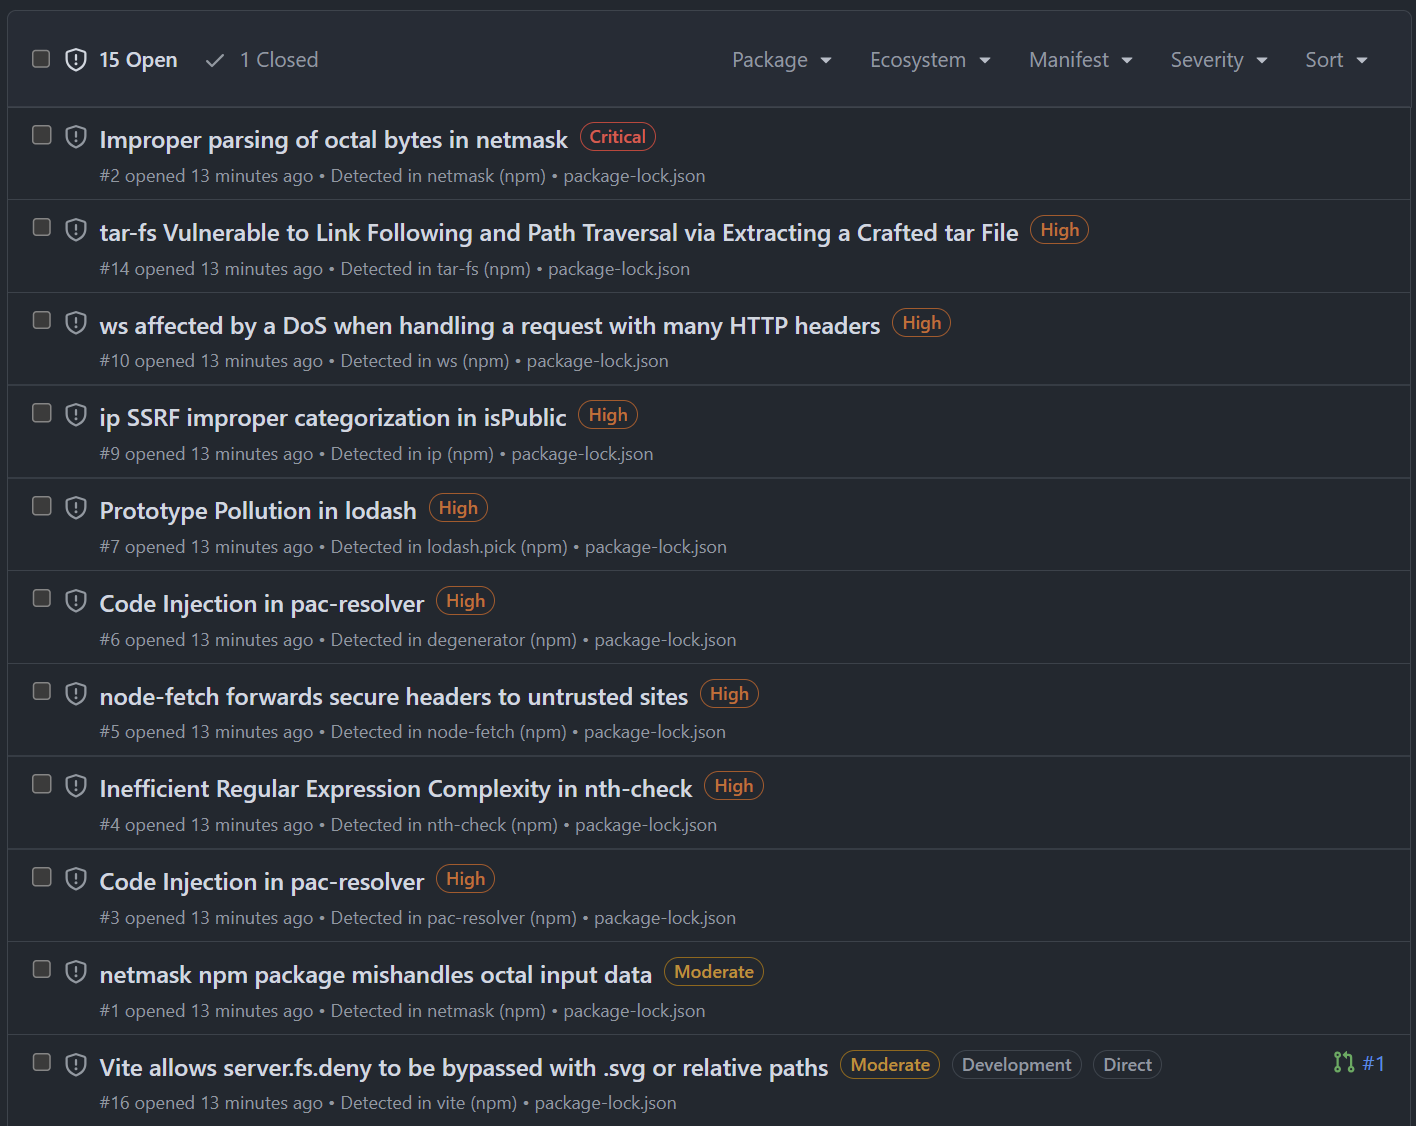 15 Open 1 Closed Package Ecosystem Manifest Severity Sort
Improper parsing of octal bytes in netmask Critical
#2 opened 13 minutes ago • Detected in netmask (npm) • package-lock.json
tar-fs Vulnerable to Link Following and Path Traversal via Extracting a Crafted tar File High
#14 opened 13 minutes ago • Detected in tar-fs (npm) • package-lock.json
ws affected by a DoS when handling a request with many HTTP headers High
#10 opened 13 minutes ago • Detected in ws (npm) • package-lock.json
ip SSRF improper categorization in isPublic High
#9 opened 13 minutes ago • Detected in ip (npm) • package-lock.json
Prototype Pollution in lodash High
#7 opened 13 minutes ago • Detected in lodash.pick (npm) • package-lock.json
Code Injection in pac-resolver High
#6 opened 13 minutes ago • Detected in degenerator (npm) • package-lock.json
node-fetch forwards secure headers to untrusted sites High
#5 opened 13 minutes ago • Detected in node-fetch (npm) • package-lock.json
Inefficient Regular Expression Complexity in nth-check High
#4 opened 13 minutes ago • Detected in nth-check (npm) • package-lock.json
Code Injection in pac-resolver High
#3 opened 13 minutes ago • Detected in pac-resolver (npm) • package-lock.json
netmask npm package mishandles octal input data Moderate
#1 opened 13 minutes ago • Detected in netmask (npm) • package-lock.json
Vite allows server.fs.deny to be bypassed with .svg or relative paths Moderate Development Direct #1
#16 opened 13 minutes ago • Detected in vite (npm) • package-lock.json